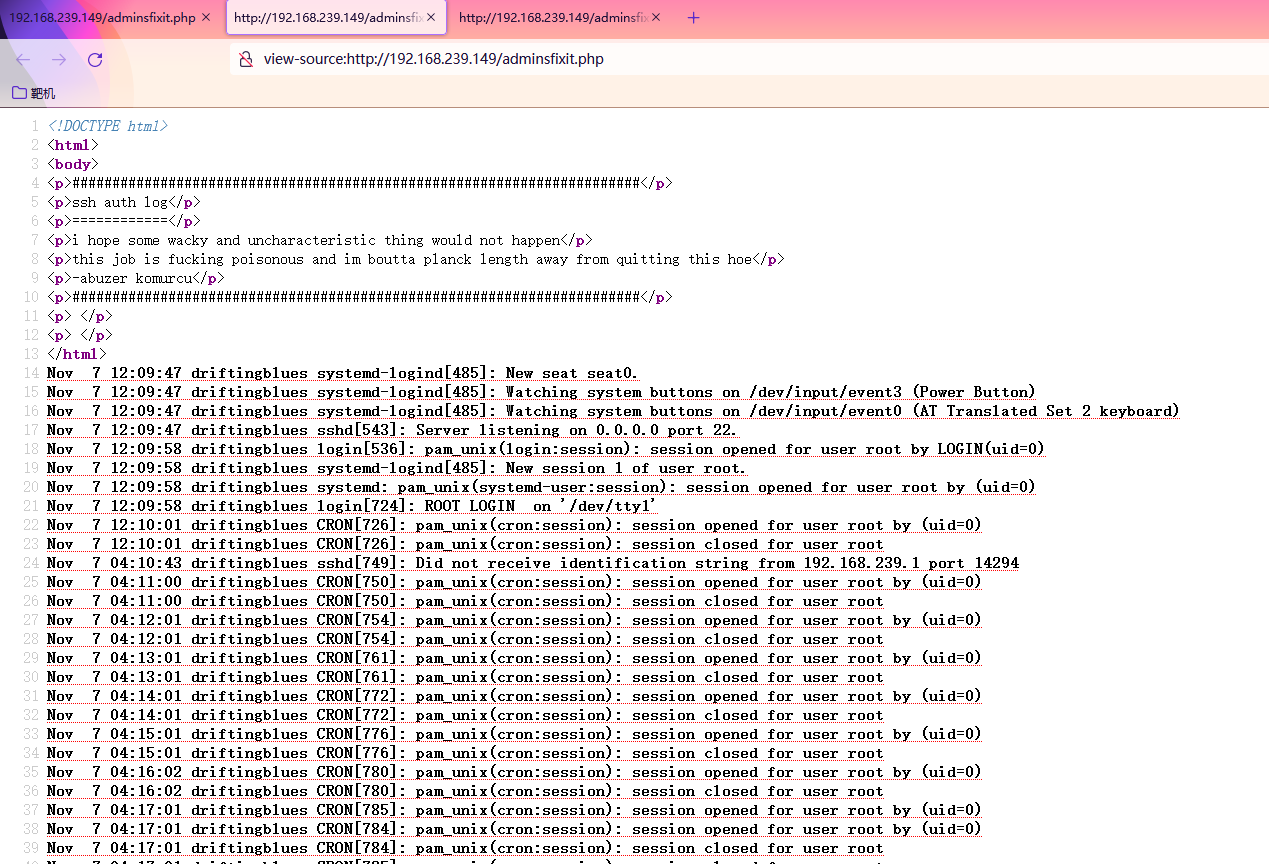 192.168.239.149/adminsfixit.php
http://192.168.239.149/adminsfi
http://192.168.239.149/adminsfi
view-source:http://192.168.239.149/adminsfixit.php
靶机
1 <!DOCTYPE html>
2 <html>
3 <body>
4 <p>#######################################################################</p>
5 <p>ssh auth log</p>
6 <p>============</p>
7 <p>i hope some wacky and uncharacteristic thing would not happen</p>
8 <p>this job is fucking poisonous and im boutta planck length away from quitting this hoe</p>
9 <p>-abuzer komurcu</p>
10 <p>#######################################################################</p>
11 <p> </p>
12 <p> </p>
13 </html>
14 Nov  7 12:09:47 driftingblues systemd-logind[485]: New seat seat0.
15 Nov  7 12:09:47 driftingblues systemd-logind[485]: Watching system buttons on /dev/input/event3 (Power Button)
16 Nov  7 12:09:47 driftingblues systemd-logind[485]: Watching system buttons on /dev/input/event0 (AT Translated Set 2 keyboard)
17 Nov  7 12:09:47 driftingblues sshd[543]: Server listening on 0.0.0.0 port 22.
18 Nov  7 12:09:58 driftingblues login[536]: pam_unix(login:session): session opened for user root by LOGIN(uid=0)
19 Nov  7 12:09:58 driftingblues systemd-logind[485]: New session 1 of user root.
20 Nov  7 12:09:58 driftingblues systemd: pam_unix(systemd-user:session): session opened for user root by (uid=0)
21 Nov  7 12:09:58 driftingblues login[724]: ROOT LOGIN  on '/dev/tty1'
22 Nov  7 12:10:01 driftingblues CRON[726]: pam_unix(cron:session): session opened for user root by (uid=0)
23 Nov  7 12:10:01 driftingblues CRON[726]: pam_unix(cron:session): session closed for user root
24 Nov  7 04:10:43 driftingblues sshd[749]: Did not receive identification string from 192.168.239.1 port 14294
25 Nov  7 04:11:00 driftingblues CRON[750]: pam_unix(cron:session): session opened for user root by (uid=0)
26 Nov  7 04:11:00 driftingblues CRON[750]: pam_unix(cron:session): session closed for user root
27 Nov  7 04:12:01 driftingblues CRON[754]: pam_unix(cron:session): session opened for user root by (uid=0)
28 Nov  7 04:12:01 driftingblues CRON[754]: pam_unix(cron:session): session closed for user root
29 Nov  7 04:13:01 driftingblues CRON[761]: pam_unix(cron:session): session opened for user root by (uid=0)
30 Nov  7 04:13:01 driftingblues CRON[761]: pam_unix(cron:session): session closed for user root
31 Nov  7 04:14:01 driftingblues CRON[772]: pam_unix(cron:session): session opened for user root by (uid=0)
32 Nov  7 04:14:01 driftingblues CRON[772]: pam_unix(cron:session): session closed for user root
33 Nov  7 04:15:01 driftingblues CRON[776]: pam_unix(cron:session): session opened for user root by (uid=0)
34 Nov  7 04:15:01 driftingblues CRON[776]: pam_unix(cron:session): session closed for user root
35 Nov  7 04:16:02 driftingblues CRON[780]: pam_unix(cron:session): session opened for user root by (uid=0)
36 Nov  7 04:16:02 driftingblues CRON[780]: pam_unix(cron:session): session closed for user root
37 Nov  7 04:17:01 driftingblues CRON[785]: pam_unix(cron:session): session opened for user root by (uid=0)
38 Nov  7 04:17:01 driftingblues CRON[784]: pam_unix(cron:session): session opened for user root by (uid=0)
39 Nov  7 04:17:01 driftingblues CRON[784]: pam_unix(cron:session): session closed for user root